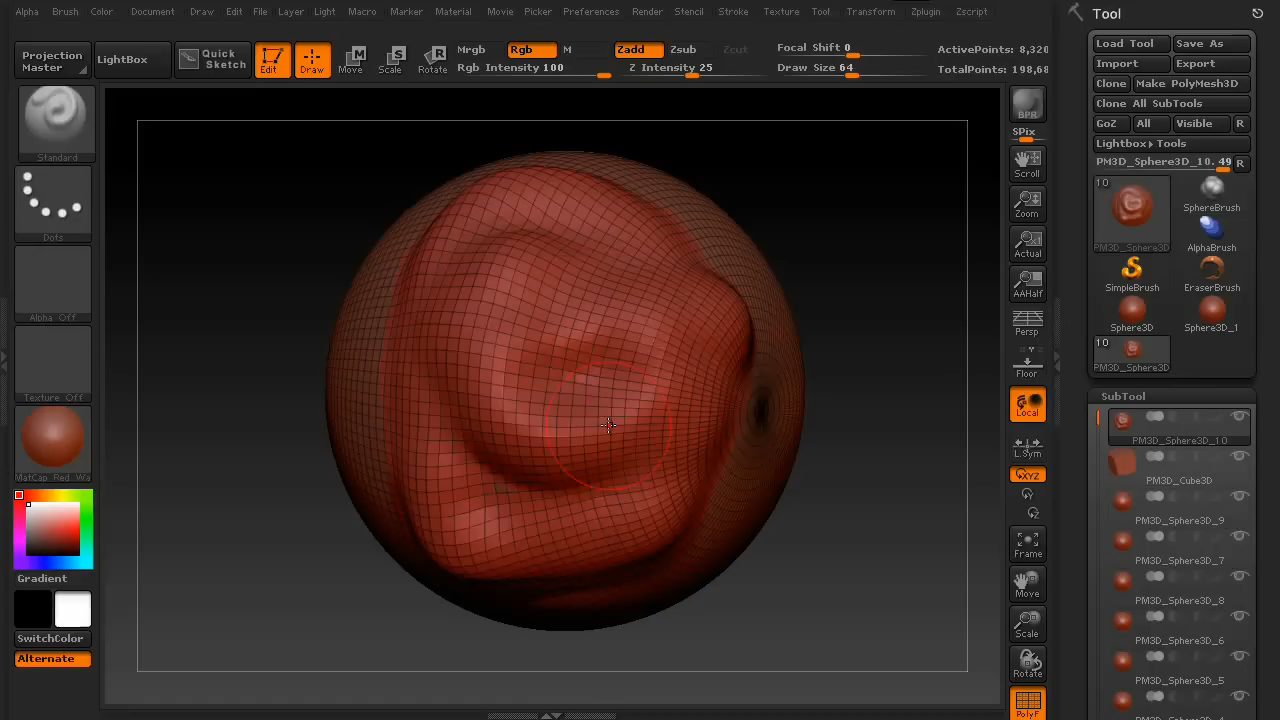 Alpha Brush Color Document Draw Edit File Layer Light Macro Marker Material Movie Picker Preferences Render Stencil Stroke Texture Tool Transform Zplugin Zscript
Projection Master
LightBox
Quick Sketch
Edit
Draw
Move
Scale
Rotate
Mrgb Rgb M
Rgb Intensity 100
Zadd Zsub Zcut
Z Intensity 25
Focal Shift 0
Draw Size 64
ActivePoints: 8,320
TotalPoints: 198,68
Standard
Dots
Alpha Off
Texture Off
MatCap Red Wa
Gradient
SwitchColor
Alternate
BPR
SPix
Scroll
Zoom
Actual
AAHalf
Persp
Floor
Local
L.Sym
XYZ
Frame
Move
Scale
Rotate
PolyF
Tool
Load Tool Save As
Import Export
Clone Make PolyMesh3D
Clone All SubTools
GoZ All Visible R
Lightbox▸Tools
PM3D_Sphere3D_10. 49 R
10
PM3D_Sphere3D
SphereBrush
AlphaBrush
SimpleBrush
EraserBrush
Sphere3D
Sphere3D_1
10
PM3D_Sphere3D
SubTool
PM3D_Sphere3D_10
PM3D_Cube3D
PM3D_Sphere3D_9
PM3D_Sphere3D_7
PM3D_Sphere3D_8
PM3D_Sphere3D_6
PM3D_Sphere3D_5